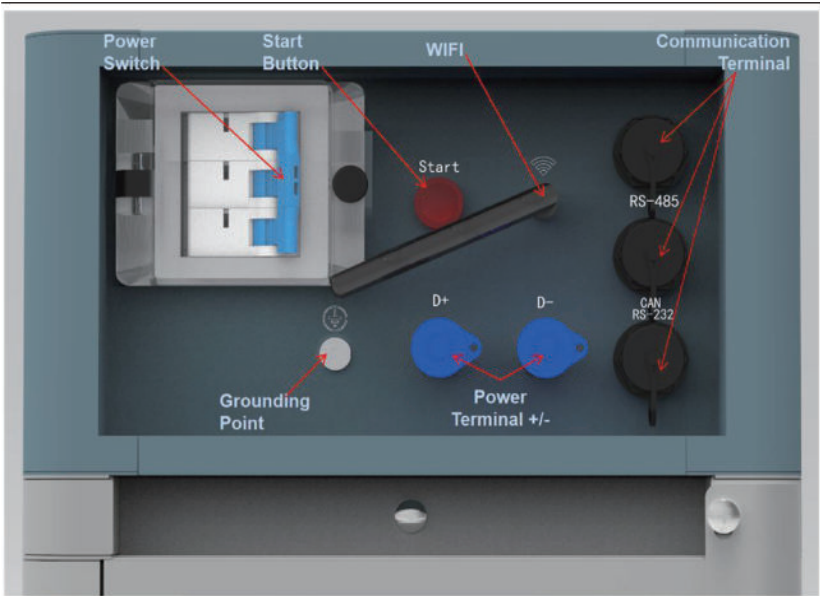 Power
Switch
Start
Button
WIFI
Communication
Terminal
Start
RS-485
D+
D-
CAN
RS-232
Grounding
Point
Power
Terminal +/-